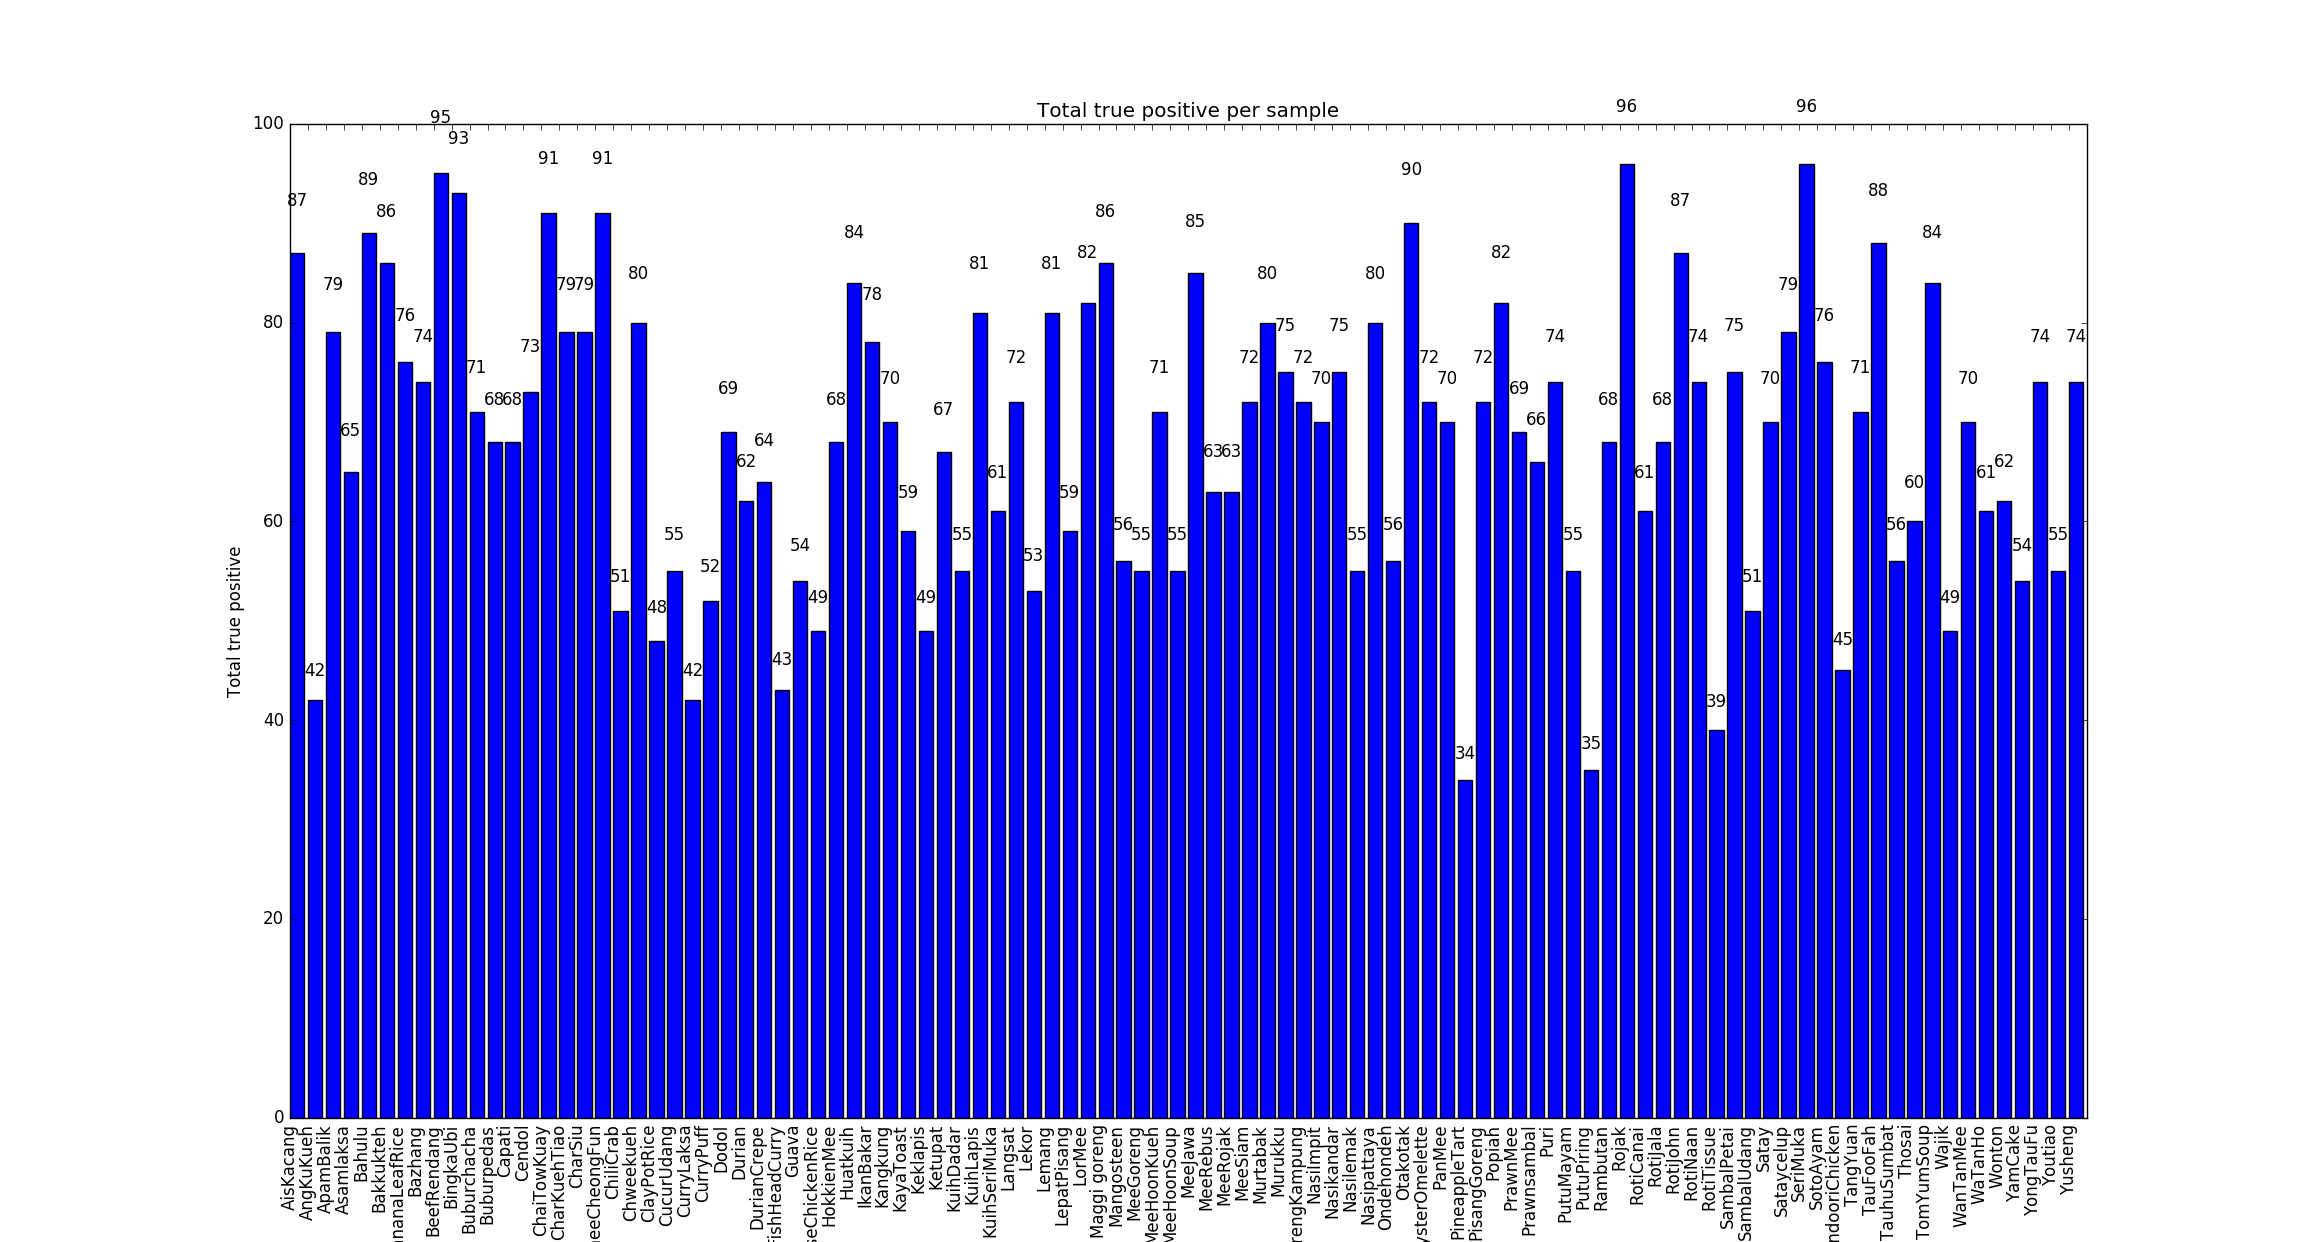 Total true positive per sample
Total true positive
100
80
60
40
20
0
87 42 79 65 89 86 76 74 95 93 71 68 68 73 91 79 79 91 51 80 48 55 42 52 69 62 64 43 54 49 68 84 78 70 59 49 67 55 81 61 72 53 81 59 82 86 56 55 71 55 85 63 63 72 80 75 72 70 75 55 80 56 90 72 70 34 72 82 69 66 74 55 35 68 96 61 68 87 74 39 75 51 70 79 96 76 45 71 88 56 60 84 49 70 61 62 54 74 55 74
AisKacang
AngKuKueh
ApamBalik
Asamlaksa
Bahulu
Bakkukteh
ananaLeafRice
Bazhang
BeefRendang
BingkaUbi
Buburchacha
Buburpedas
Capati
Cendol
ChaiTowKuay
CharKuehTiao
CharSiu
eeCheongFun
ChiliCrab
Chweekueh
ClayPotRice
CucurUdang
CurryLaksa
CurryPuff
Dodol
Durian
DurianCrepe
FishHeadCurry
Guava
seChickenRice
HokkienMee
Huatkuih
IkanBakar
Kangkung
KayaToast
Keklapis
Ketupat
KuihDadar
KuihLapis
KuihSeriMuka
Langsat
Lekor
Lemang
LepatPisang
LorMee
Maggi goreng
Mangosteen
MeeGoreng
MeeHoonKueh
MeeHoonSoup
MeeJawa
MeeRebus
MeeRojak
MeeSiam
Murtabak
Murukku
rengKampung
NasiImpit
Nasikandar
Nasilemak
Nasipattaya
Ondehondeh
Otakotak
ysterOmelette
PanMee
PineappleTart
PisangGoreng
Popiah
PrawnMee
Prawnsambal
Puri
PutuMayam
PutuPiring
Rambutan
Rojak
RotiCanai
RotiJala
RotiJohn
RotiNaan
RotiTissue
SambalPetai
SambalUdang
Satay
Sataycelup
SeriMuka
SotoAyam
ndooriChicken
TangYuan
TauFooFah
TauhuSumbat
Thosai
TomYumSoup
Wajik
WanTanMee
WaTanHo
Wonton
YamCake
YongTauFu
Youtiao
Yusheng